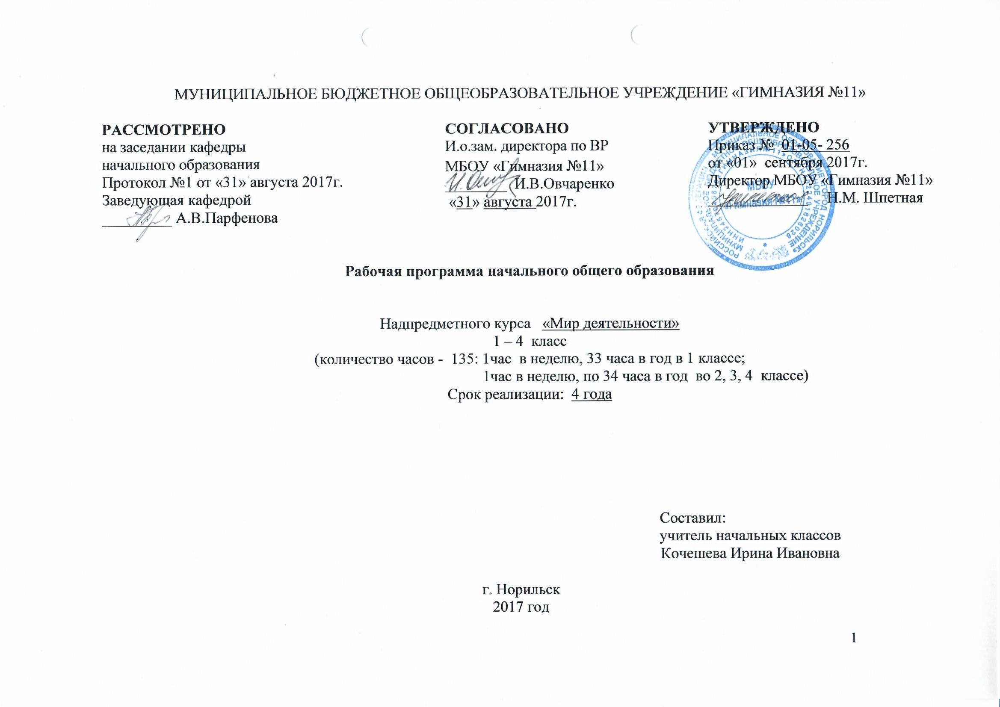 МУНИЦИПАЛЬНОЕ БЮДЖЕТНОЕ ОБЩЕОБРАЗОВАТЕЛЬНОЕ УЧРЕЖДЕНИЕ «ГИМНАЗИЯ №11»
РАССМОТРЕНО
на заседании кафедры
начального образования
Протокол №1 от «31» августа 2017г.
Заведующая кафедрой
__________ А.В.Парфенова
СОГЛАСОВАНО
И.о.зам. директора по ВР
МБОУ «Гимназия №11»
_________ И.В.Овчаренко
«31» августа 2017г.
УТВЕРЖДЕНО
Приказ № 01-05- 256
от «01» сентября 2017г.
Директор МБОУ «Гимназия №11»
______________ Н.М. Шпетная
МБОУ
«Гимназия №11»
Рабочая программа начального общего образования
Надпредметного курса «Мир деятельности»
1 – 4 класс
(количество часов - 135: 1час в неделю, 33 часа в год в 1 классе;
1час в неделю, по 34 часа в год во 2, 3, 4 классе)
Срок реализации: 4 года
Составил:
учитель начальных классов
Кочешева Ирина Ивановна
г. Норильск
2017 год
1